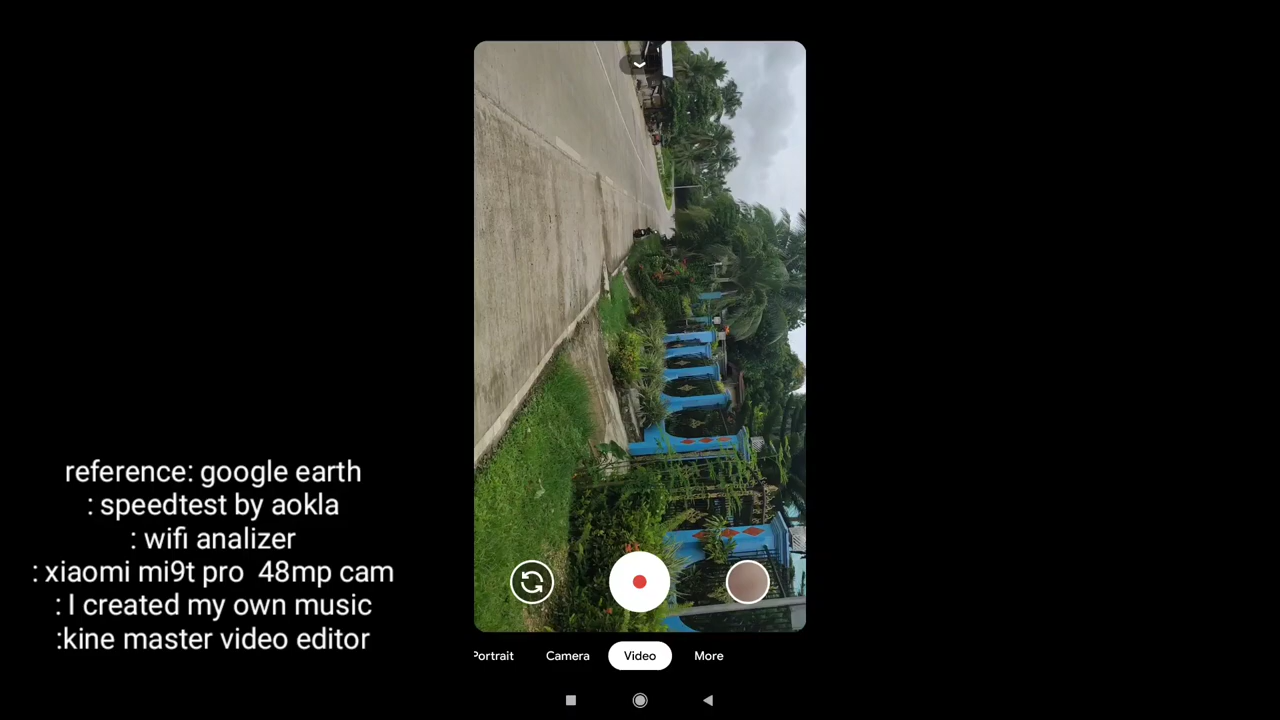 reference: google earth
: speedtest by aokla
: wifi analizer
: xiaomi mi9t pro  48mp cam
: I created my own music
:kine master video editor
Portrait
Camera
Video
More